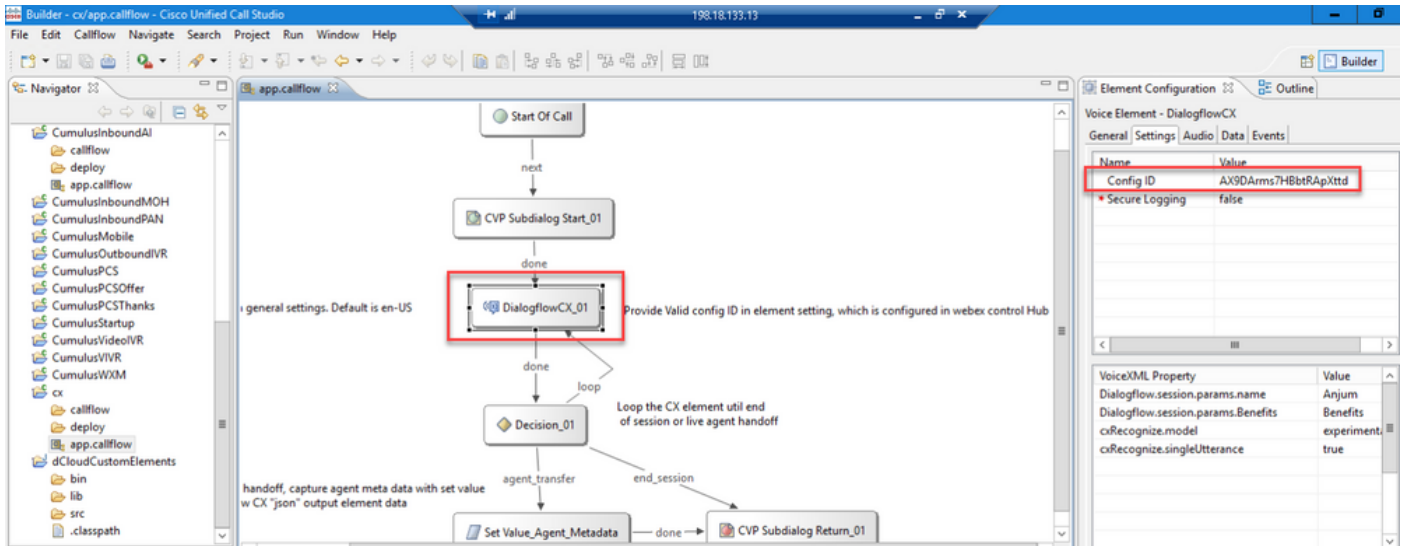 Builder - cx/app.callflow - Cisco Unified Call Studio
198.18.133.13
File Edit Callflow Navigate Search Project Run Window Help
Builder
Navigator
CumulusInboundAI
callflow
deploy
app.callflow
CumulusInboundMOH
CumulusInboundPAN
CumulusMobile
CumulusOutboundIVR
CumulusPCS
CumulusPCSOffer
CumulusPCSThanks
CumulusStartup
CumulusVideoIVR
CumulusVIVR
CumulusWXM
cx
callflow
deploy
app.callflow
dCloudCustomElements
bin
lib
src
.classpath
app.callflow
Start Of Call
next
CVP Subdialog Start_01
done
general settings. Default is en-US
DialogflowCX_01
Provide Valid config ID in element setting, which is configured in webex control Hub
done
loop
Loop the CX element util end
of session or live agent handoff
Decision_01
agent_transfer
end_session
handoff, capture agent meta data with set value
w CX "json" output element data
Set Value_Agent_Metadata
done
CVP Subdialog Return_01
Element Configuration
Outline
Voice Element - DialogflowCX
General Settings Audio Data Events
Name Value
Config ID AX9DArms7HBbtRApXttd
* Secure Logging false
VoiceXML Property Value
Dialogflow.session.params.name Anjum
Dialogflow.session.params.Benefits Benefits
cxRecognize.model experiment
cxRecognize.singleUtterance true